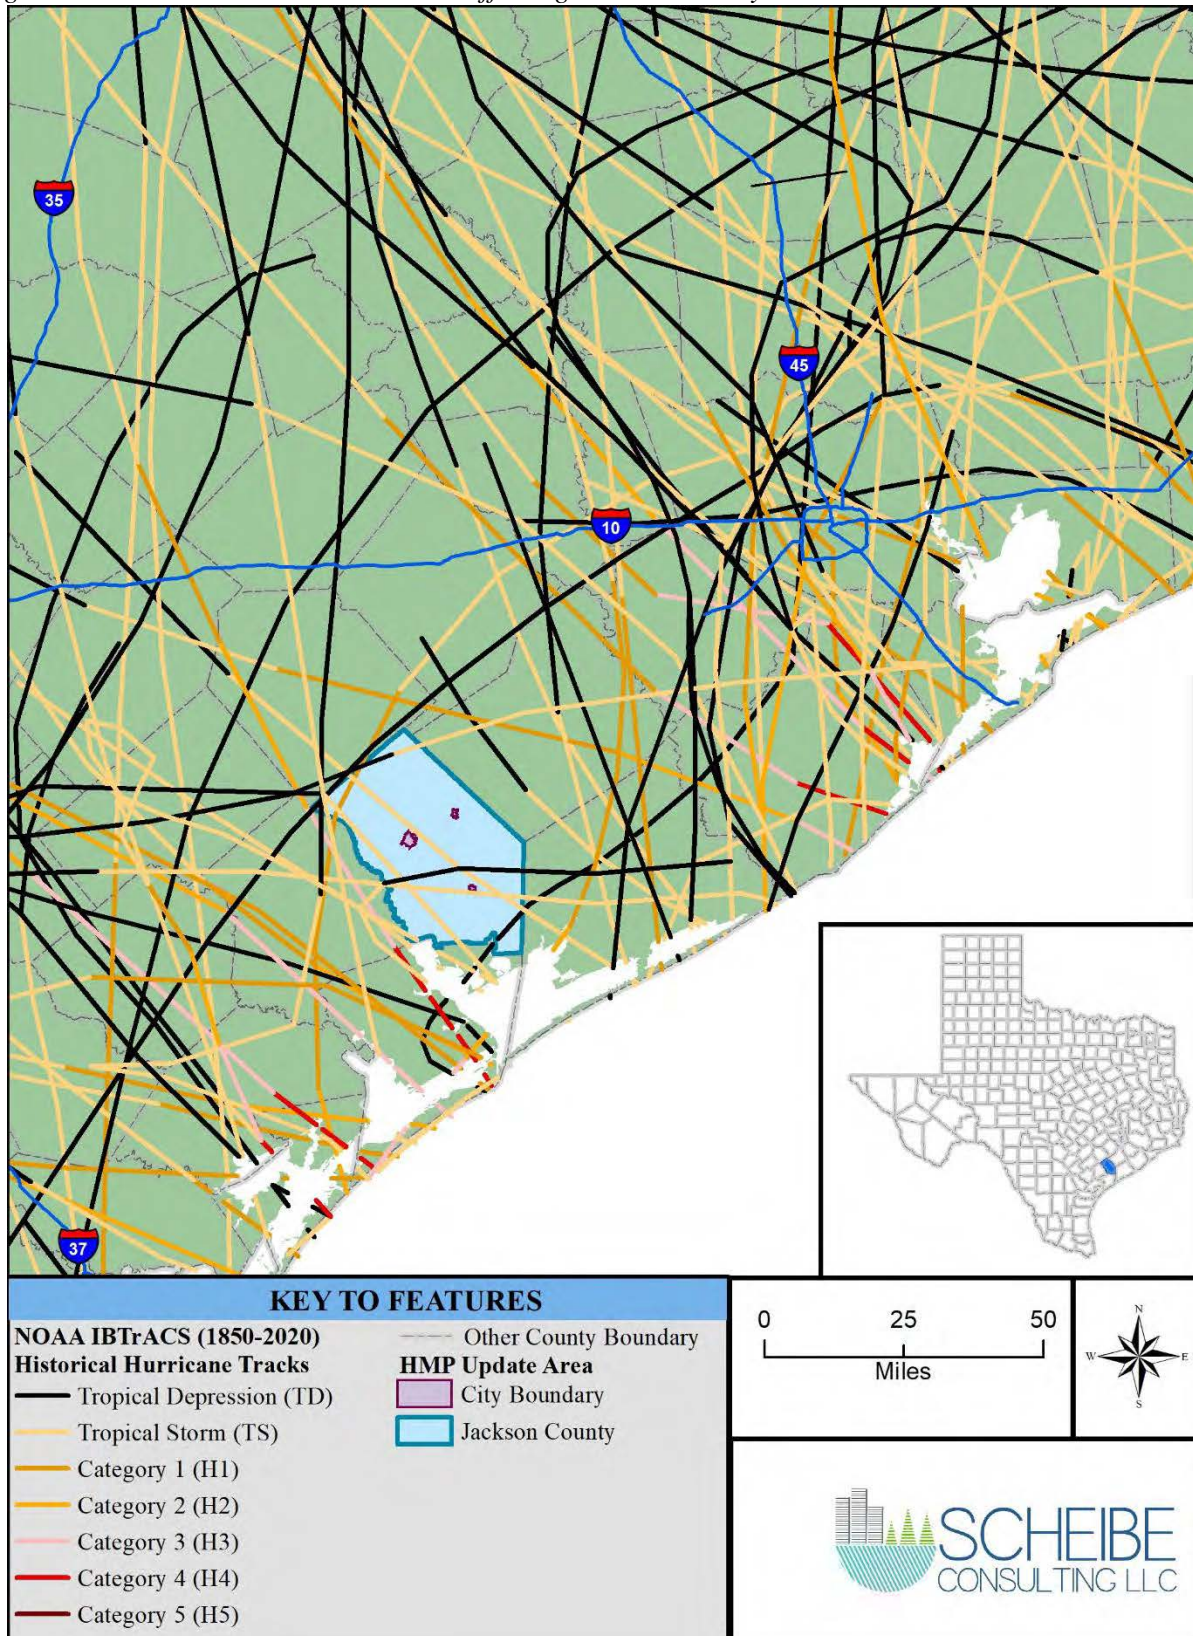 35
45
10
37
KEY TO FEATURES
NOAA IBTrACS (1850-2020)
Historical Hurricane Tracks
Tropical Depression (TD)
Tropical Storm (TS)
Category 1 (H1)
Category 2 (H2)
Category 3 (H3)
Category 4 (H4)
Category 5 (H5)
Other County Boundary
HMP Update Area
City Boundary
Jackson County
0 25 50
Miles
N
W E
S
SCHEIBE
CONSULTING LLC